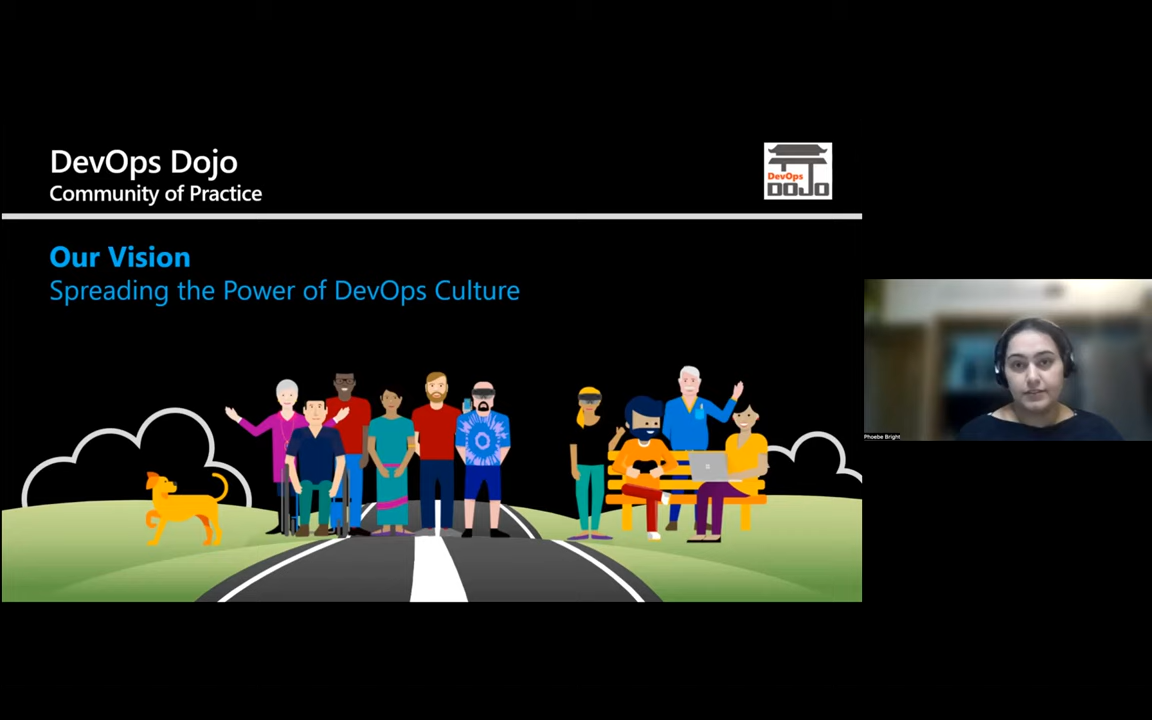 DevOps Dojo
Community of Practice
DevOps
DOJO
Our Vision
Spreading the Power of DevOps Culture
Phoebe Bright